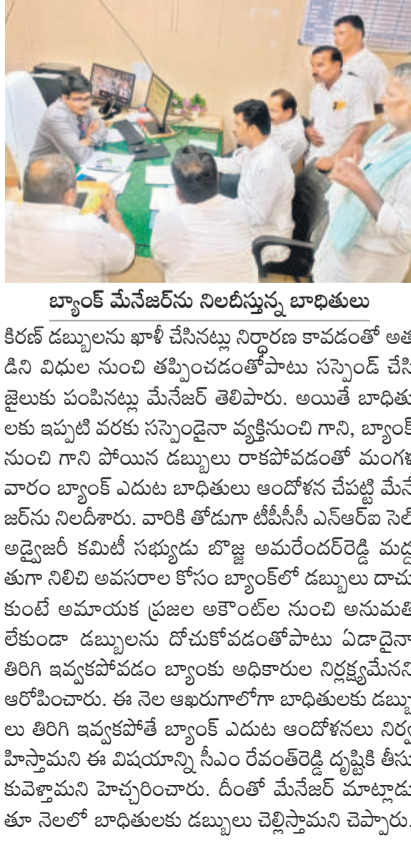 బ్యాంక్ మేనేజర్‌ను నిలదీస్తున్న బాధితులు
కిరణ్ డబ్బులను ఖాళీ చేసినట్లు నిర్ధారణ కావడంతో అత
డిని విధుల నుంచి తప్పించడంతోపాటు సస్పెండ్ చేసి
జైలుకు పంపినట్లు మేనేజర్ తెలిపారు. అయితే బాధితు
లకు ఇప్పటి వరకు సస్పెండైనా వ్యక్తినుంచి గాని, బ్యాంక్
నుంచి గాని పోయిన డబ్బులు రాకపోవడంతో మంగళ
వారం బ్యాంక్ ఎదుట బాధితులు ఆందోళన చేపట్టి మేనే
జర్‌ను నిలదీశారు. వారికి తోడుగా టీపీసీసీ ఎన్ఆర్ఐ సెల్
అడ్వైజరీ కమిటీ సభ్యుడు బొజ్జ అమరేందర్‌రెడ్డి మద్ద
తుగా నిలిచి అవసరాల కోసం బ్యాంక్‌లో డబ్బులు దాచు
కుంటే అమాయక ప్రజల అకౌంట్‌ల నుంచి అనుమతి
లేకుండా డబ్బులను దోచుకోవడంతోపాటు ఏడాదైనా
తిరిగి ఇవ్వకపోవడం బ్యాంకు అధికారుల నిర్లక్ష్యమేనని
ఆరోపించారు. ఈ నెల ఆఖరుగాలోగా బాధితులకు డబ్బు
లు తిరిగి ఇవ్వకపోతే బ్యాంక్ ఎదుట ఆందోళనలు నిర్వ
హిస్తామని ఈ విషయాన్ని సీఎం రేవంత్‌రెడ్డి దృష్టికి తీసు
కువెళ్తామని హెచ్చరించారు. దీంతో మేనేజర్ మాట్లాడు
తూ నెలలో బాధితులకు డబ్బులు చెల్లిస్తామని చెప్పారు.